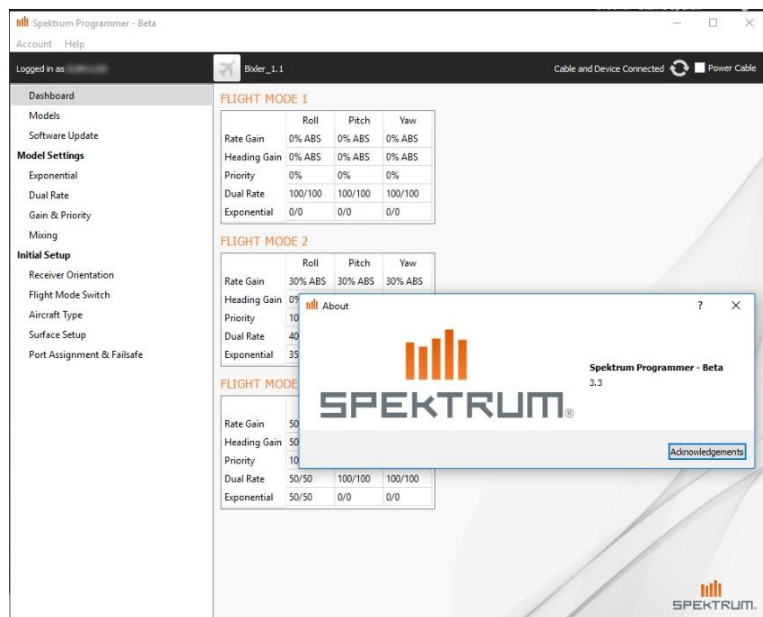 Spektrum Programmer - Beta
Account Help
Logged in as
Bixler_1.1
Cable and Device Connected
Power Cable
Dashboard
Models
Software Update
Model Settings
Exponential
Dual Rate
Gain & Priority
Mixing
Initial Setup
Receiver Orientation
Flight Mode Switch
Aircraft Type
Surface Setup
Port Assignment & Failsafe
FLIGHT MODE 1
Roll Pitch Yaw
Rate Gain 0% ABS 0% ABS 0% ABS
Heading Gain 0% ABS 0% ABS 0% ABS
Priority 0% 0% 0%
Dual Rate 100/100 100/100 100/100
Exponential 0/0 0/0 0/0
FLIGHT MODE 2
Roll Pitch Yaw
Rate Gain 30% ABS 30% ABS 30% ABS
Heading Gain 0%
Priority 10
Dual Rate 40
Exponential 35
FLIGHT MODE
Rate Gain 50
Heading Gain 50
Priority 10
Dual Rate 50/50 100/100 100/100
Exponential 50/50 0/0 0/0
About
? X
SPEKTRUM®
Spektrum Programmer - Beta
3.3
Acknowledgements
SPEKTRUM.